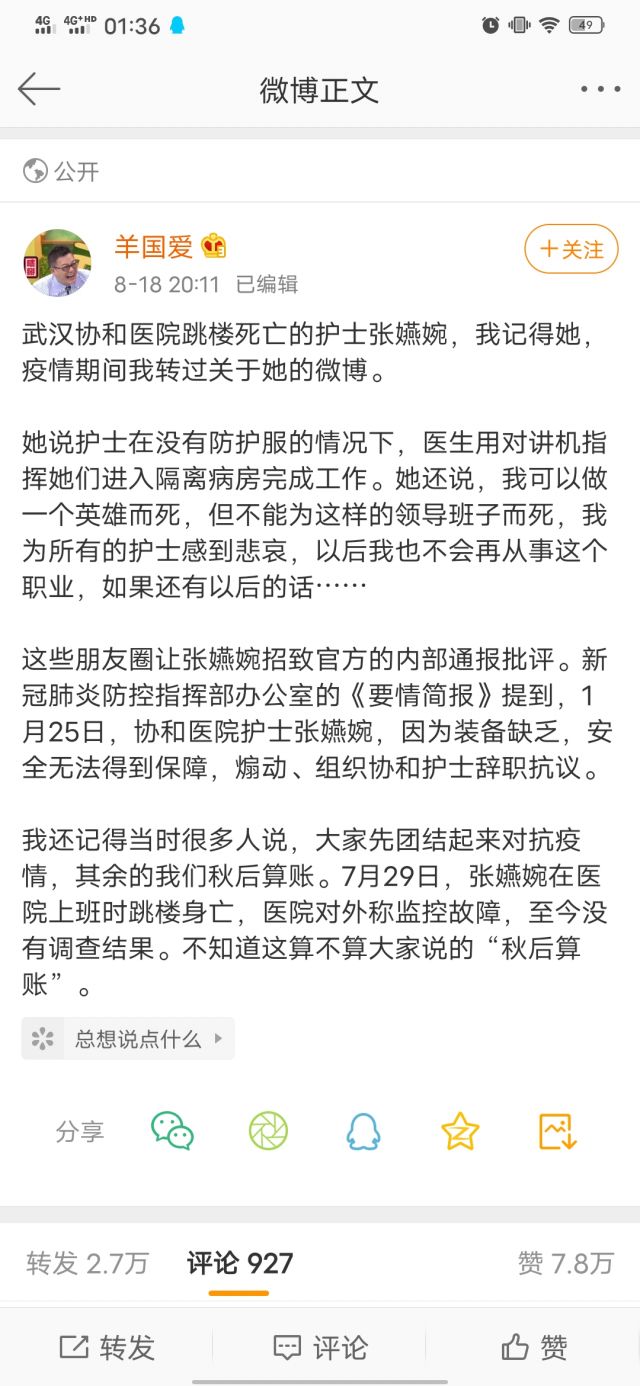 4G 4G+HD 01:36 49
微博正文
公开
羊国爱
+关注
8-18 20:11 已编辑
武汉协和医院跳楼死亡的护士张嬿婉，我记得她，
疫情期间我转过关于她的微博。
她说护士在没有防护服的情况下，医生用对讲机指
挥她们进入隔离病房完成工作。她还说，我可以做
一个英雄而死，但不能为这样的领导班子而死，我
为所有的护士感到悲哀，以后我也不会再从事这个
职业，如果还有以后的话……
这些朋友圈让张嬿婉招致官方的内部通报批评。新
冠肺炎防控指挥部办公室的《要情简报》提到，1
月25日，协和医院护士张嬿婉，因为装备缺乏，安
全无法得到保障，煽动、组织协和护士辞职抗议。
我还记得当时很多人说，大家先团结起来对抗疫
情，其余的我们秋后算账。7月29日，张嬿婉在医
院上班时跳楼身亡，医院对外称监控故障，至今没
有调查结果。不知道这算不算大家说的“秋后算
账”。
总想说点什么
分享
转发 2.7万 评论 927 赞 7.8万
转发 评论 赞